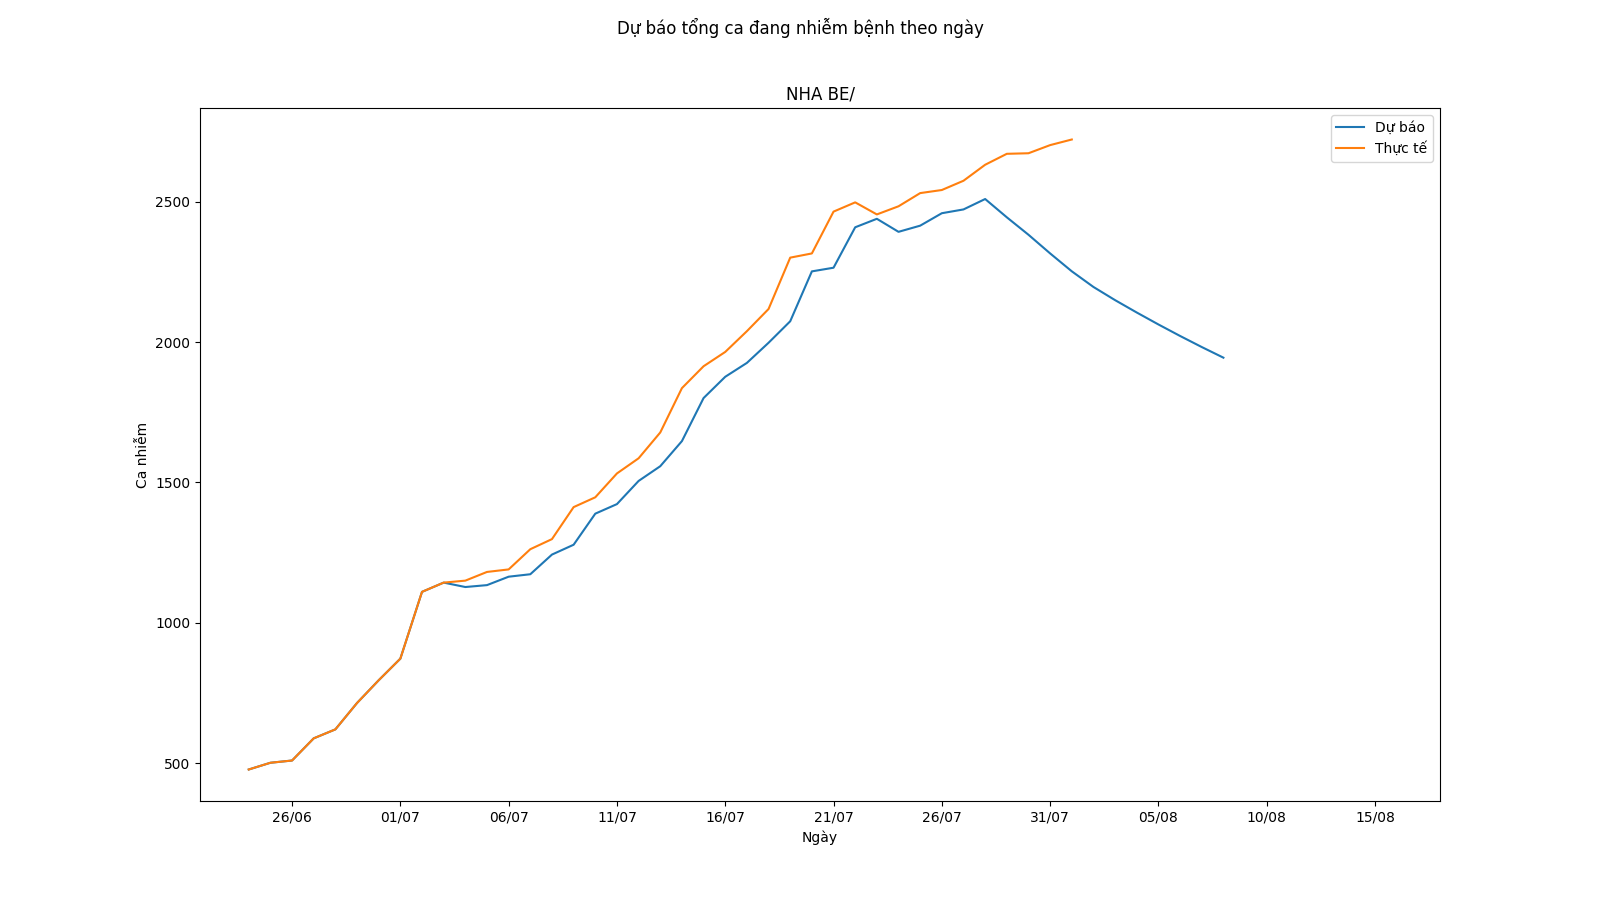 Dự báo tổng ca đang nhiễm bệnh theo ngày
NHA BE/
Dự báo
Thực tế
2500
2000
1500
1000
500
Ca nhiễm
26/06 01/07 06/07 11/07 16/07 21/07 26/07 31/07 05/08 10/08 15/08
Ngày